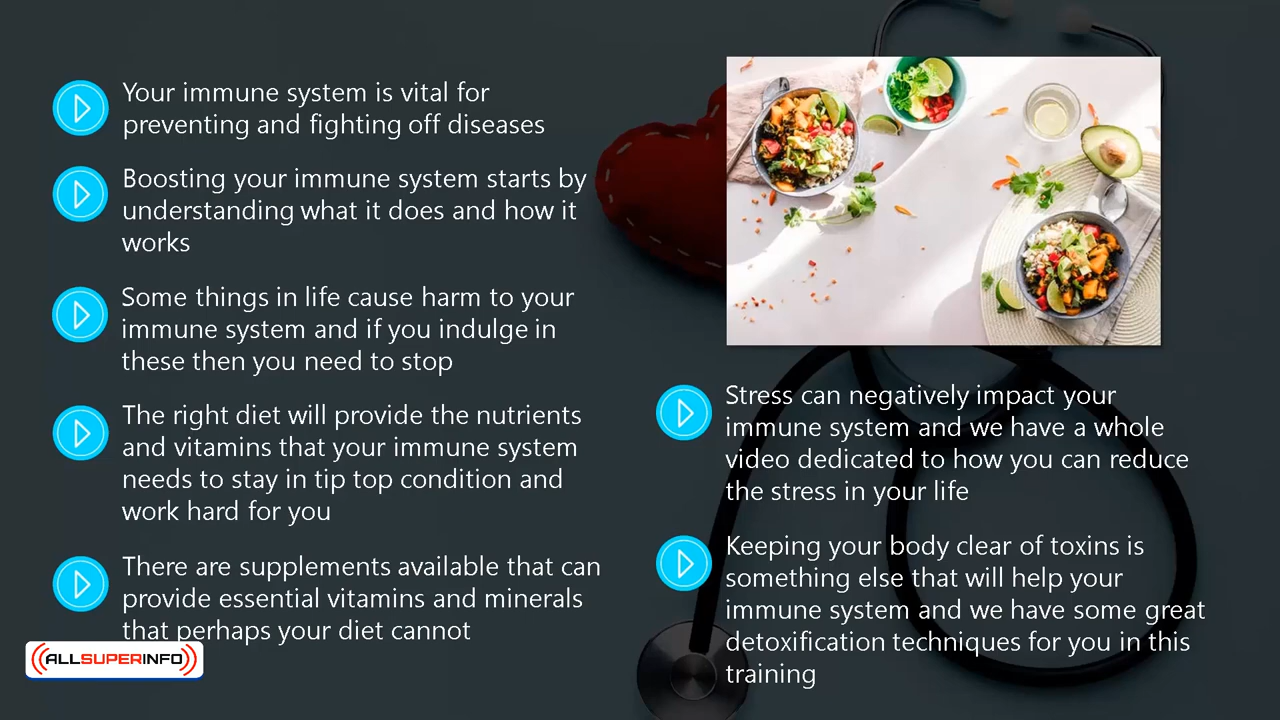 Your immune system is vital for
preventing and fighting off diseases
Boosting your immune system starts by
understanding what it does and how it
works
Some things in life cause harm to your
immune system and if you indulge in
these then you need to stop
The right diet will provide the nutrients
and vitamins that your immune system
needs to stay in tip top condition and
work hard for you
There are supplements available that can
provide essential vitamins and minerals
that perhaps your diet cannot
ALLSUPERINFO
Stress can negatively impact your
immune system and we have a whole
video dedicated to how you can reduce
the stress in your life
Keeping your body clear of toxins is
something else that will help your
immune system and we have some great
detoxification techniques for you in this
training